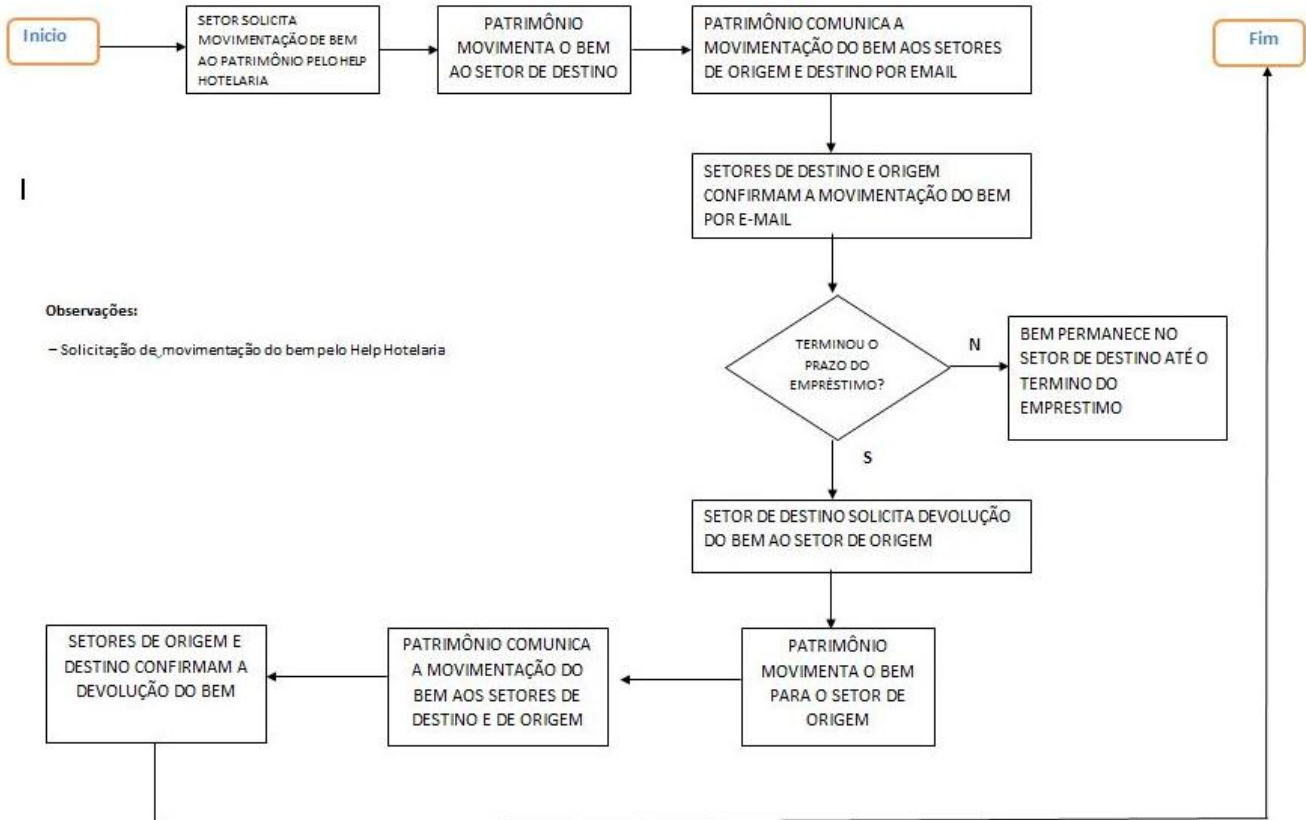 Inicio
SETOR SOLICITA
MOVIMENTAÇÃO DE BEM
AO PATRIMÔNIO PELO HELP
HOTELARIA
PATRIMÔNIO
MOVIMENTA O BEM
AO SETOR DE DESTINO
PATRIMÔNIO COMUNICA A
MOVIMENTAÇÃO DO BEM AOS SETORES
DE ORIGEM E DESTINO POR EMAIL
Fim
SETORES DE DESTINO E ORIGEM
CONFIRMAM A MOVIMENTAÇÃO DO BEM
POR E-MAIL
Observações:
– Solicitação de movimentação do bem pelo Help Hotelaria
TERMINOU O
PRAZO DO
EMPRÉSTIMO?
N
BEM PERMANECE NO
SETOR DE DESTINO ATÉ O
TERMINO DO
EMPRESTIMO
S
SETOR DE DESTINO SOLICITA DEVOLUÇÃO
DO BEM AO SETOR DE ORIGEM
PATRIMÔNIO
MOVIMENTA O BEM
PARA O SETOR DE
ORIGEM
PATRIMÔNIO COMUNICA
A MOVIMENTAÇÃO DO
BEM AOS SETORES DE
DESTINO E DE ORIGEM
SETORES DE ORIGEM E
DESTINO CONFIRMAM A
DEVOLUÇÃO DO BEM